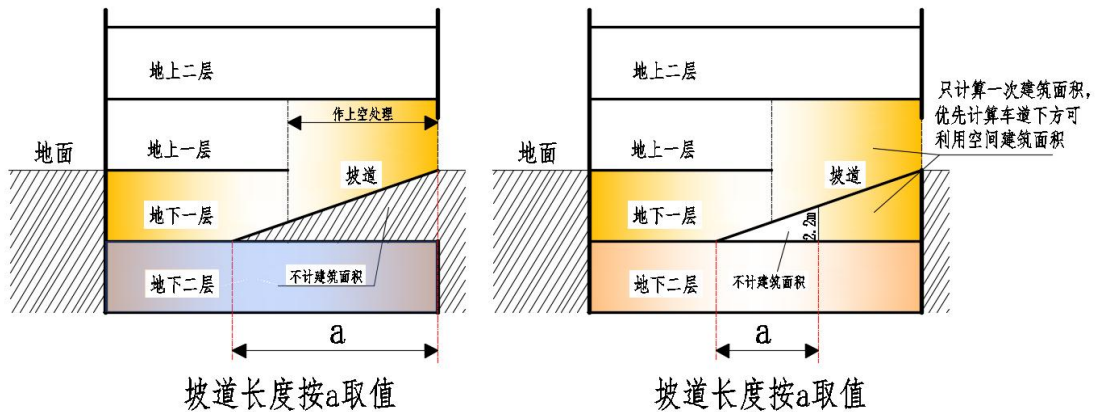 地上二层
作上空处理
地上一层
地面
坡道
地下一层
地下二层
不计建筑面积
a
坡道长度按a取值
地上二层
只计算一次建筑面积，
优先计算车道下方可
利用空间建筑面积
地上一层
地面
坡道
地下一层
2.2m
地下二层
不计建筑面积
a
坡道长度按a取值